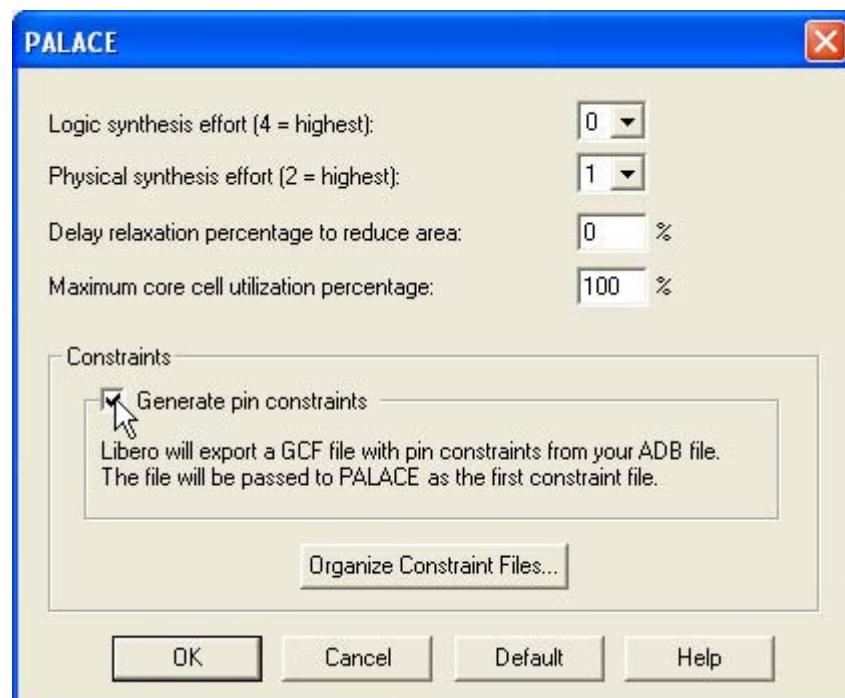 PALACE
Logic synthesis effort (4 = highest): 0
Physical synthesis effort (2 = highest): 1
Delay relaxation percentage to reduce area: 0 %
Maximum core cell utilization percentage: 100 %
Constraints
Generate pin constraints
Libero will export a GCF file with pin constraints from your ADB file.
The file will be passed to PALACE as the first constraint file.
Organize Constraint Files...
OK Cancel Default Help